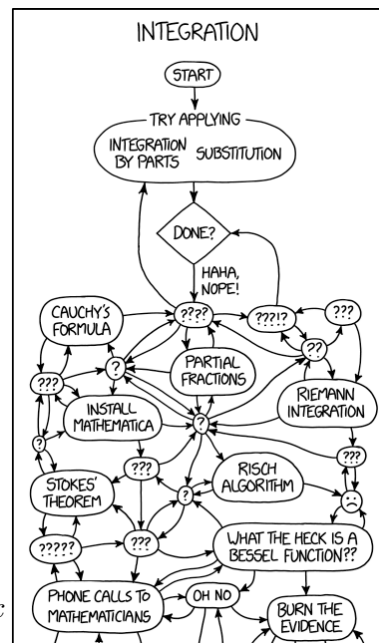 INTEGRATION
START
TRY APPLYING
INTEGRATION
BY PARTS
SUBSTITUTION
DONE?
HAHA,
NOPE!
CAUCHY'S
FORMULA
????
???!?
???
??
?
PARTIAL
FRACTIONS
???
INSTALL
MATHEMATICA
RIEMANN
INTEGRATION
?
?
???
???
STOKES'
THEOREM
RISCH
ALGORITHM
?
?????
???
WHAT THE HECK IS A
BESSEL FUNCTION??
PHONE CALLS TO
MATHEMATICIANS
OH NO
BURN THE
EVIDENCE